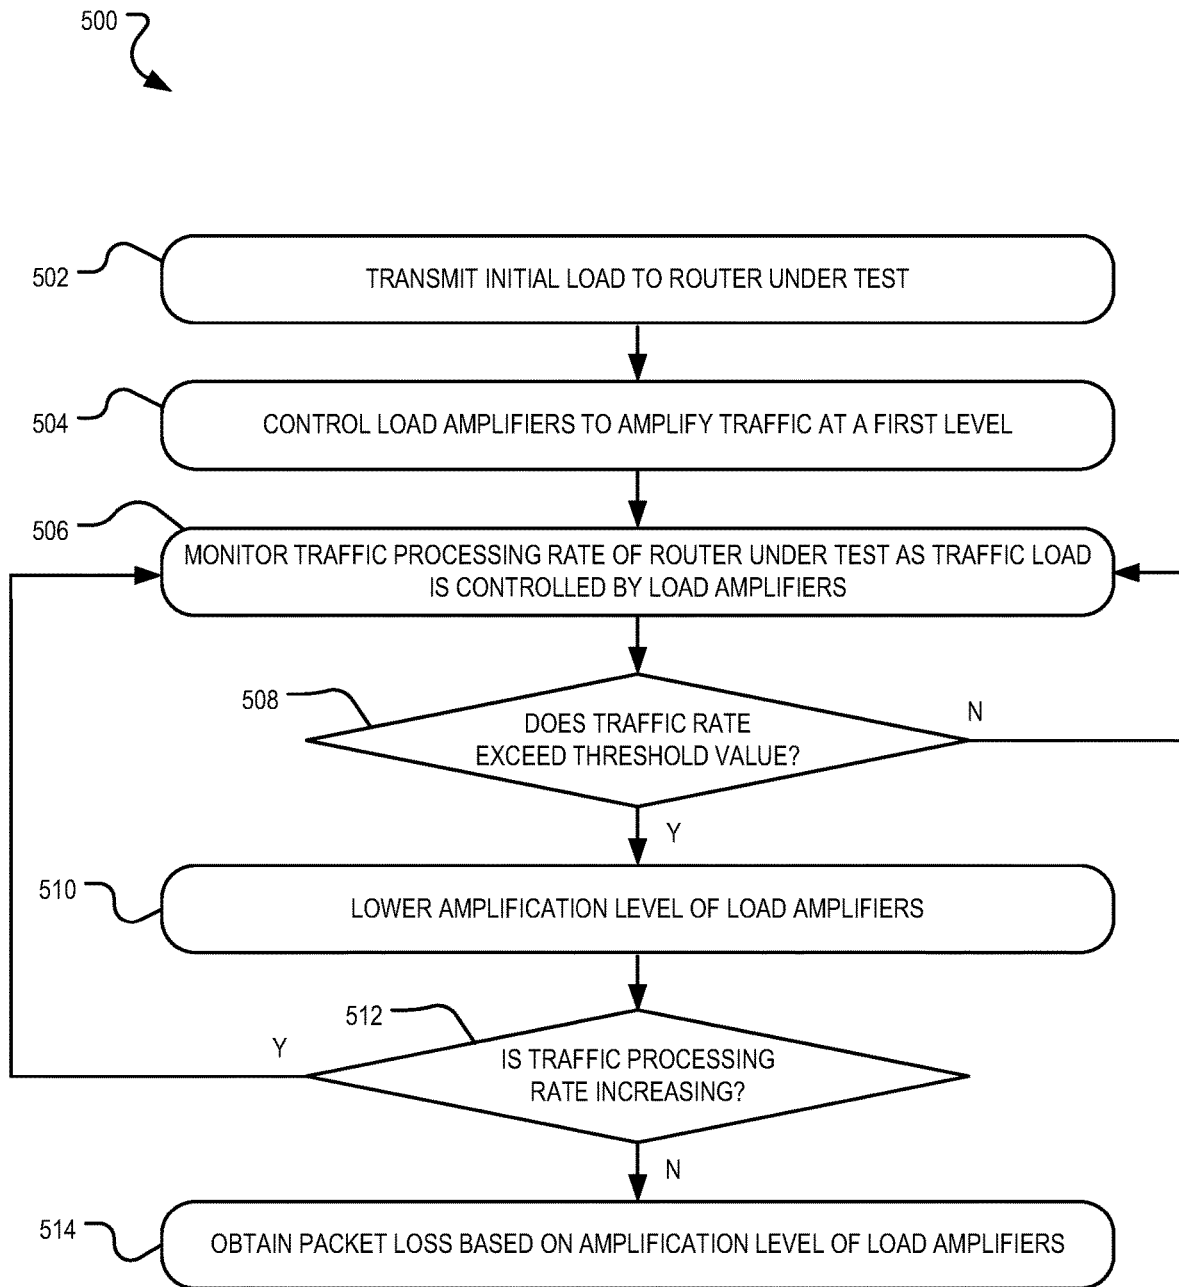 500
502
TRANSMIT INITIAL LOAD TO ROUTER UNDER TEST
504
CONTROL LOAD AMPLIFIERS TO AMPLIFY TRAFFIC AT A FIRST LEVEL
506
MONITOR TRAFFIC PROCESSING RATE OF ROUTER UNDER TEST AS TRAFFIC LOAD
IS CONTROLLED BY LOAD AMPLIFIERS
508
DOES TRAFFIC RATE
EXCEED THRESHOLD VALUE?
N
Y
510
LOWER AMPLIFICATION LEVEL OF LOAD AMPLIFIERS
512
Y
IS TRAFFIC PROCESSING
RATE INCREASING?
N
514
OBTAIN PACKET LOSS BASED ON AMPLIFICATION LEVEL OF LOAD AMPLIFIERS